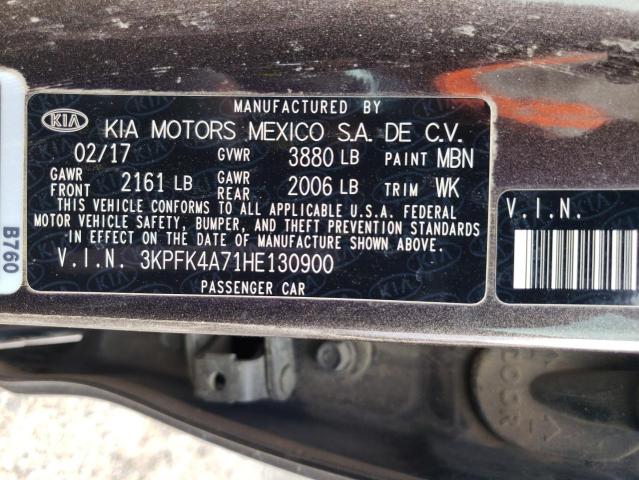 MANUFACTURED BY
KIA KIA MOTORS MEXICO S.A. DE C.V.
02/17 GVWR 3880 LB PAINT MBN
GAWR FRONT 2161 LB GAWR REAR 2006 LB TRIM WK
THIS VEHICLE CONFORMS TO ALL APPLICABLE U.S.A. FEDERAL
MOTOR VEHICLE SAFETY, BUMPER, AND THEFT PREVENTION STANDARDS
IN EFFECT ON THE DATE OF MANUFACTURE SHOWN ABOVE.
V.I.N. 3KPFK4A71HE130900
PASSENGER CAR
V.I.N.
B760